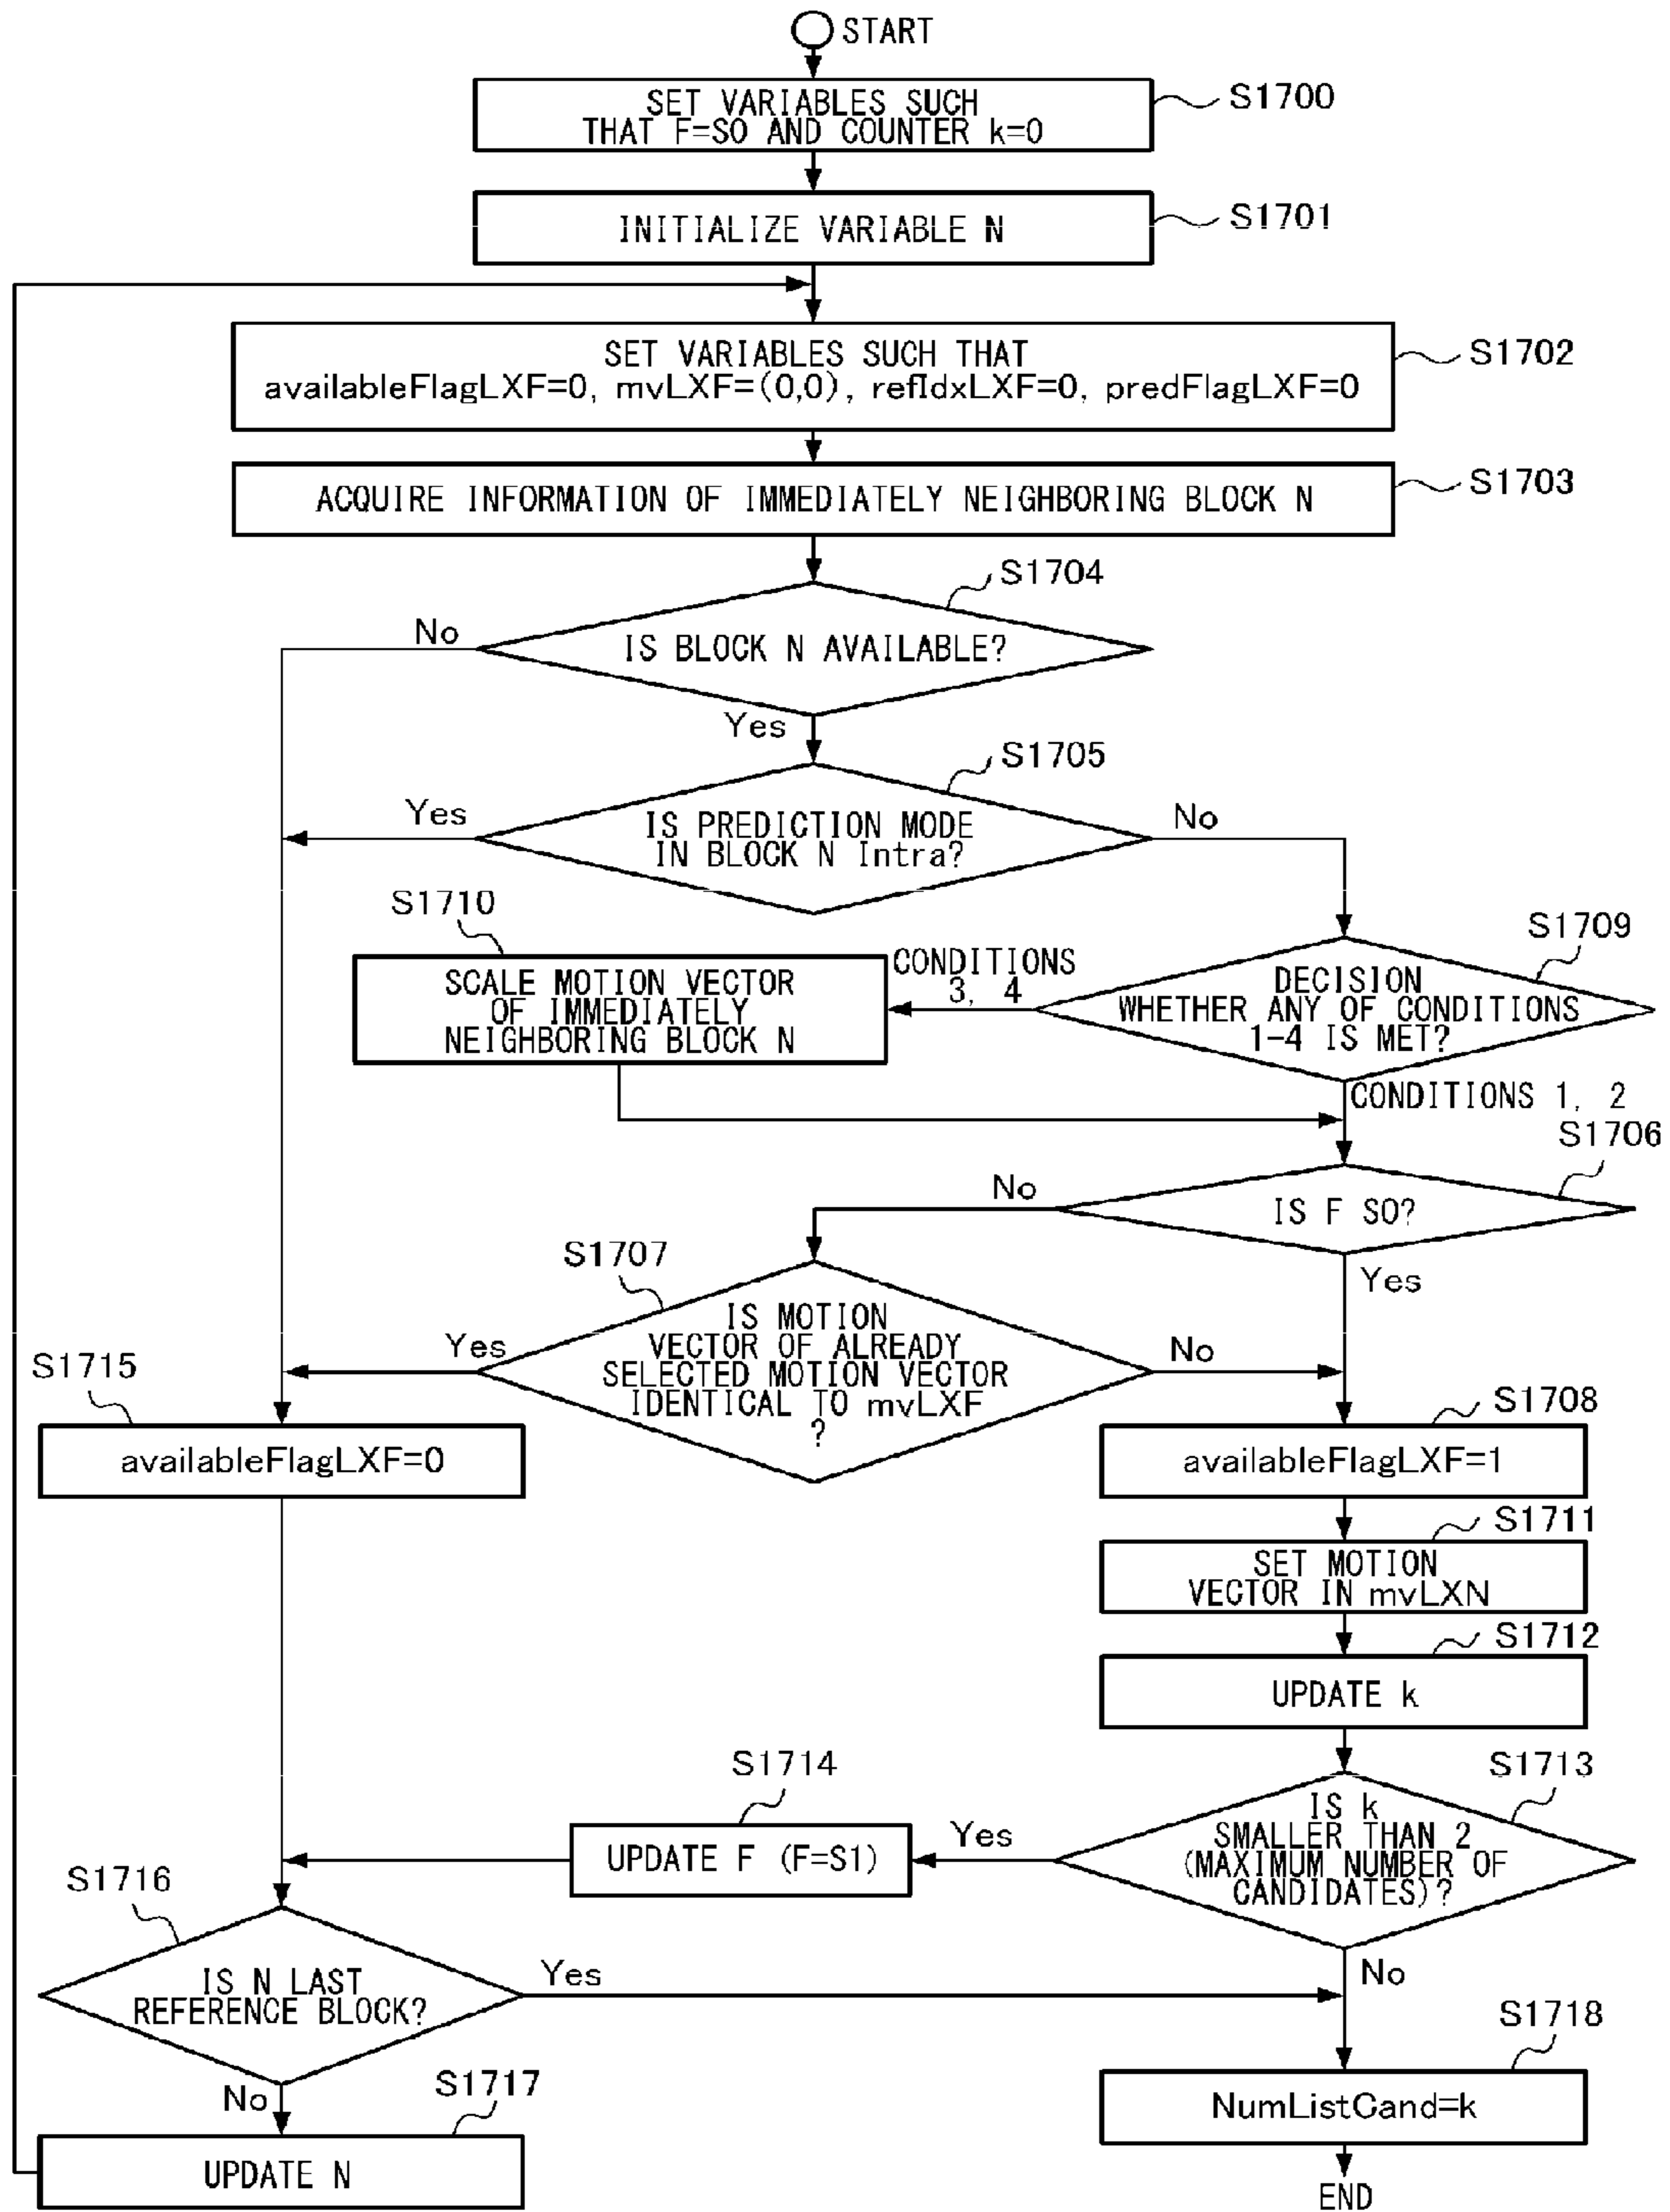 START
SET VARIABLES SUCH
THAT F=S0 AND COUNTER k=0
S1700
INITIALIZE VARIABLE N
S1701
SET VARIABLES SUCH THAT
availableFlagLXF=0, mvLXF=(0,0), refIdxLXF=0, predFlagLXF=0
S1702
ACQUIRE INFORMATION OF IMMEDIATELY NEIGHBORING BLOCK N
S1703
S1704
No
IS BLOCK N AVAILABLE?
Yes
S1705
Yes
IS PREDICTION MODE
IN BLOCK N Intra?
No
S1710
SCALE MOTION VECTOR
OF IMMEDIATELY
NEIGHBORING BLOCK N
CONDITIONS
3, 4
S1709
DECISION
WHETHER ANY OF CONDITIONS
1-4 IS MET?
CONDITIONS 1, 2
S1706
No
IS F S0?
Yes
S1707
Yes
IS MOTION
VECTOR OF ALREADY
SELECTED MOTION VECTOR
IDENTICAL TO mvLXF
?
No
S1715
availableFlagLXF=0
S1708
availableFlagLXF=1
S1711
SET MOTION
VECTOR IN mvLXN
S1712
UPDATE k
S1714
UPDATE F (F=S1)
Yes
S1713
IS k
SMALLER THAN 2
(MAXIMUM NUMBER OF
CANDIDATES)?
No
S1716
IS N LAST
REFERENCE BLOCK?
Yes
No
S1717
UPDATE N
S1718
NumListCand=k
END